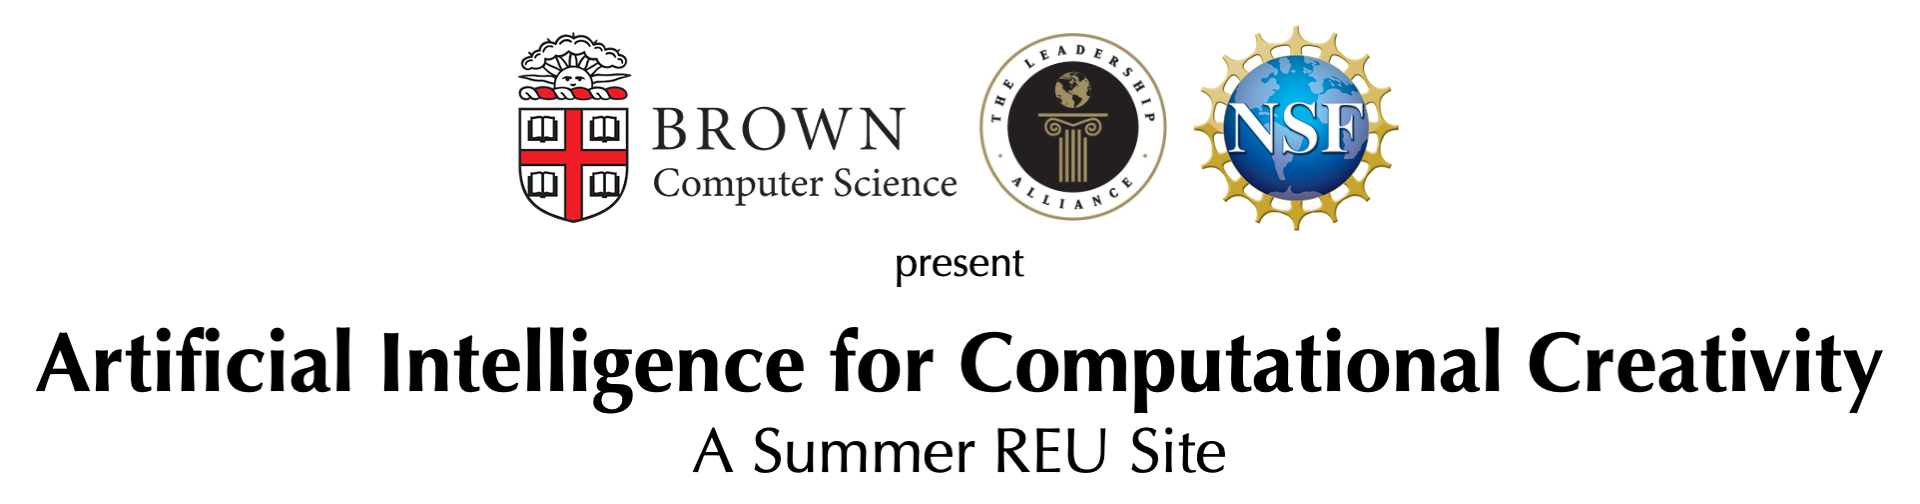 BROWN
Computer Science
THE LEADERSHIP
ALLIANCE
NSF
present
Artificial Intelligence for Computational Creativity
A Summer REU Site